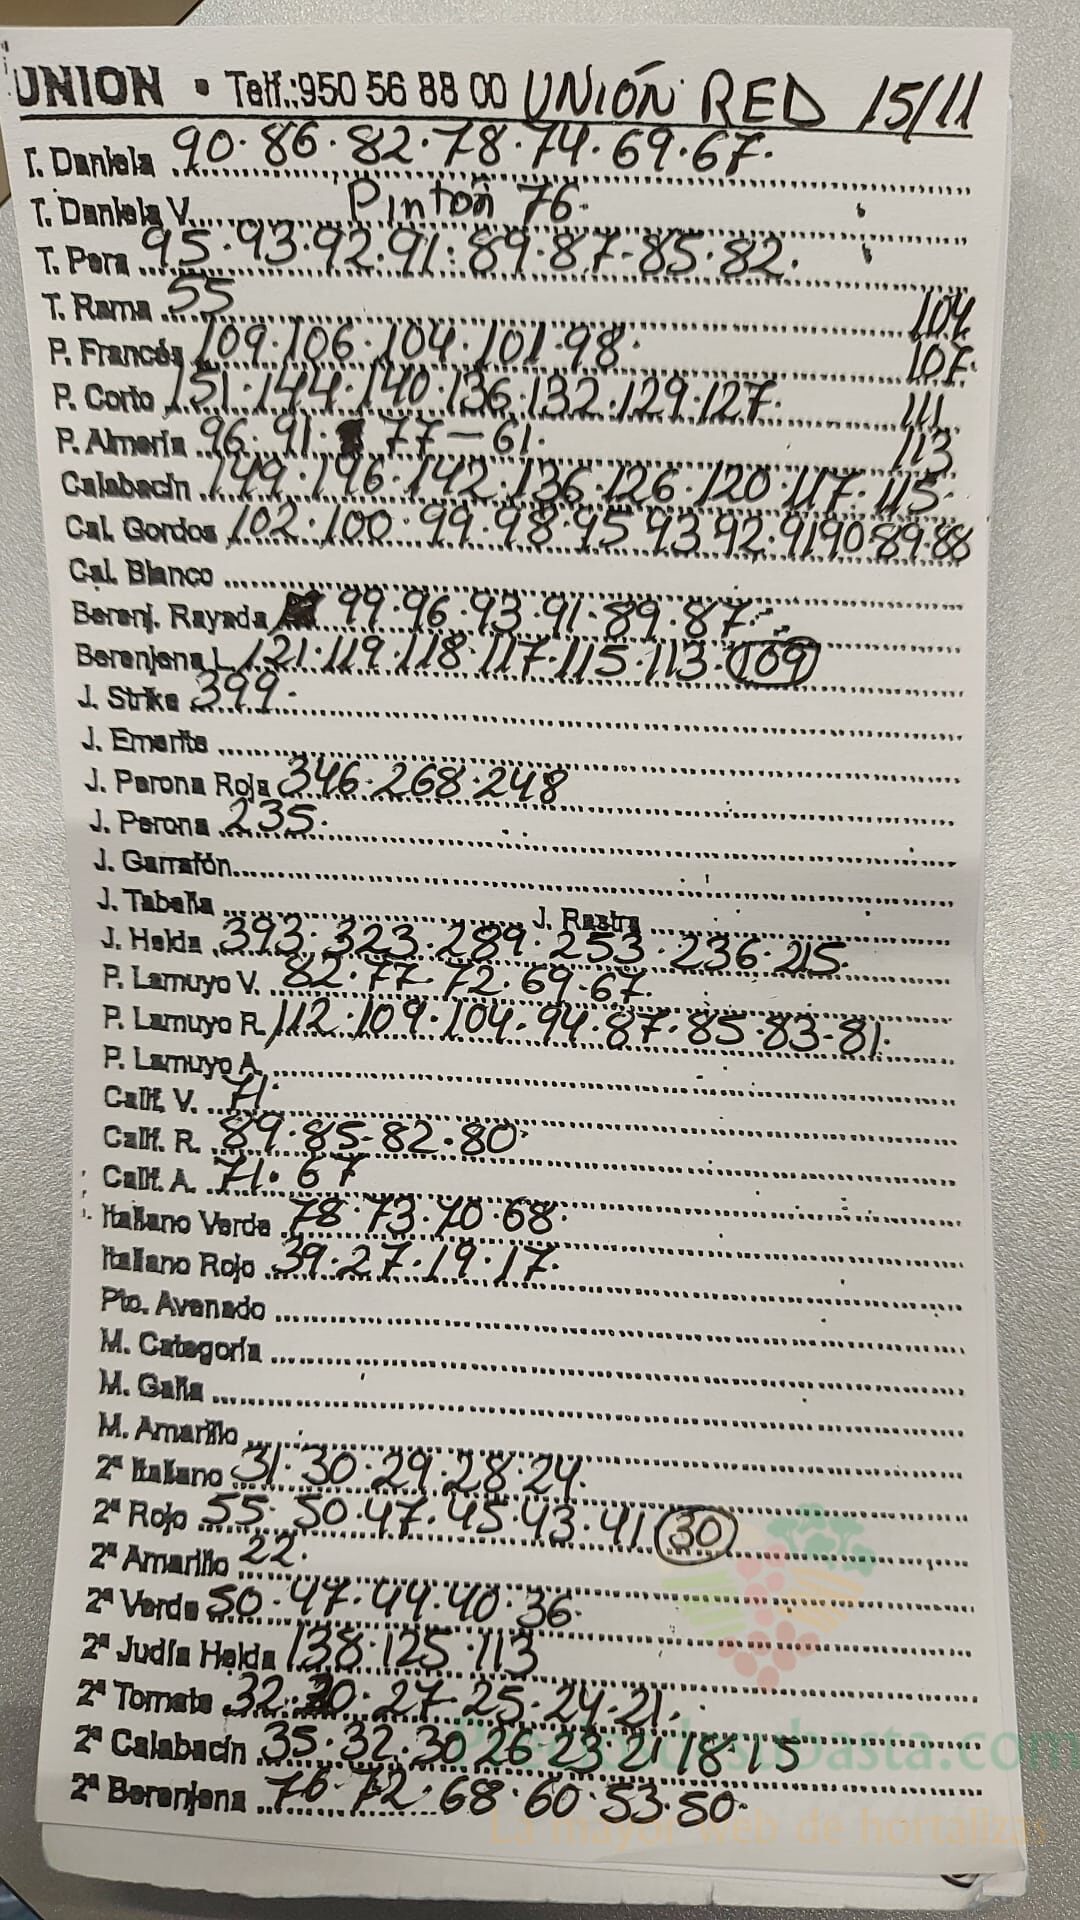 UNION • Telf.:950 56 88 00 UNIÓN RED 15/11
T. Daniela 90·86·82·78·74·69·67·
T. Daniela V. Pintón 76·
T. Pera 95·93·92·91·89·87-85·82·
T. Rama 55 104
P. Francés 109·106·104·101·98· 107·
P. Corto 151·144·140·136·132·129·127· 111
P. Almería 96·91· 77-61· 113
Calabacín 149·146·142·136·126·120·117·115·
Cal. Gordos 102·100·99·98·95 93 92·91 90·89·88
Cal. Blanco
Berenj. Rayada 99·96·93·91·89·87·
Berenjena L. 121·119·118·117·115·113·109
J. Strike 399·
J. Emerite
J. Perona Roja 346·268·248
J. Perona 235·
J. Garrafón
J. Tabella J. Rastra
J. Helda 393·323·289·253·236·215·
P. Lamuyo V. 82·77·72·69·67·
P. Lamuyo R. 112·109·104·94·87·85·83-81·
P. Lamuyo A.
Calif. V. 71·
Calif. R. 89·85-82·80·
Calif. A. 71·67
Italiano Verde 78·73·70·68·
Italiano Rojo 39·27·19·17·
Pto. Avenado
M. Categoría
M. Galia
M. Amarillo
2ª Italiano 31·30·29·28·24·
2ª Rojo 55·50·47·45·43·41 30
2ª Amarillo 22·
2ª Verde 50·47·44·40·36·
2ª Judía Helda 138·125·113
2ª Tomate 32·30·27·25·24·21·
2ª Calabacín 35·32·30 26·23·21 18·15
2ª Berenjena 76·72·68·60·53·50·
Preciosdesubasta.com
La mayor web de hortalizas